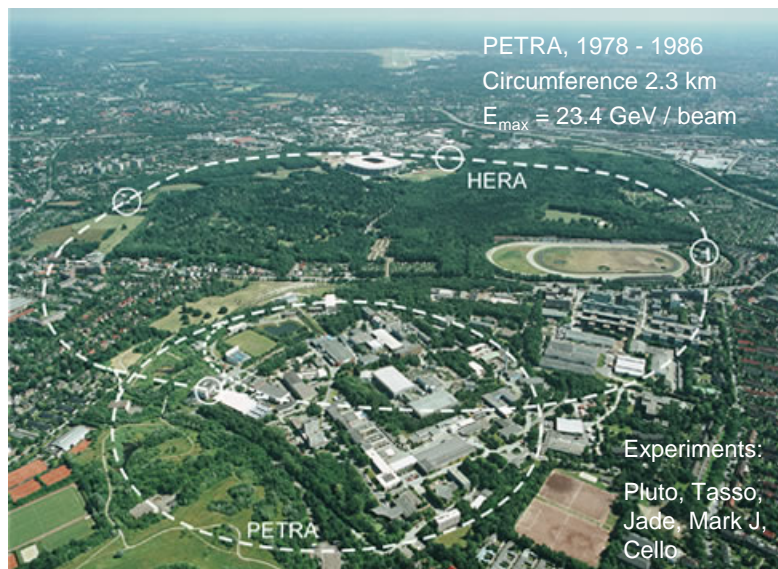 PETRA, 1978 - 1986
Circumference 2.3 km
Emax = 23.4 GeV / beam
HERA
Experiments:
Pluto, Tasso,
Jade, Mark J,
Cello
PETRA